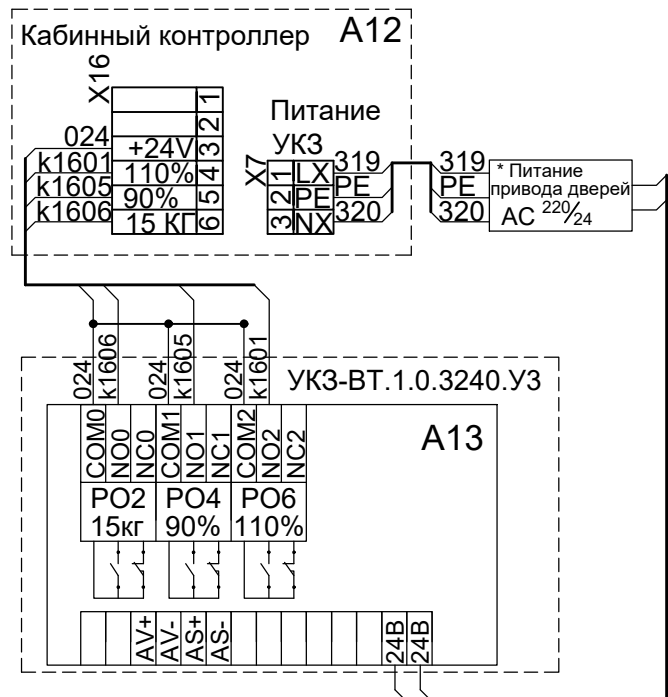 Кабинный контроллер A12
X16
1
2
024 +24V 3
k1601 110% 4
k1605 90% 5
k1606 15 КГ 6
Питание
УКЗ
X7
1 LX 319
2 PE PE
3 NX 320
319
PE
320
* Питание
привода дверей
AC 220/24
024 k1606 024 k1605 024 k1601
УКЗ-ВТ.1.0.3240.УЗ
A13
COM0 NO0 NC0 COM1 NO1 NC1 COM2 NO2 NC2
PO2 PO4 PO6
15кг 90% 110%
AV+ AV- AS+ AS- 24В 24В